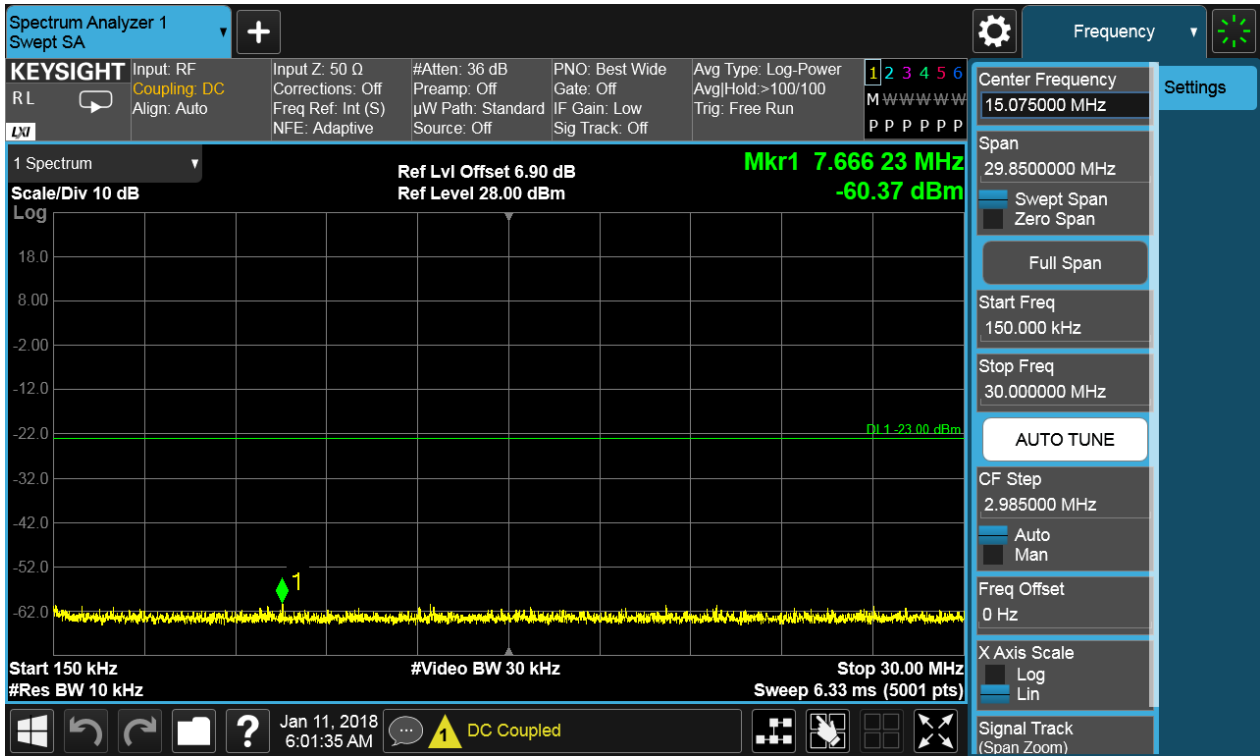 Spectrum Analyzer 1
Swept SA
+
Frequency
KEYSIGHT
RL
LXI
Input: RF
Coupling: DC
Align: Auto
Input Z: 50 Ω
Corrections: Off
Freq Ref: Int (S)
NFE: Adaptive
#Atten: 36 dB
Preamp: Off
µW Path: Standard
Source: Off
PNO: Best Wide
Gate: Off
IF Gain: Low
Sig Track: Off
Avg Type: Log-Power
Avg|Hold:>100/100
Trig: Free Run
1 2 3 4 5 6
M W W W W W
P P P P P P
1 Spectrum
Scale/Div 10 dB
Log
Ref Lvl Offset 6.90 dB
Ref Level 28.00 dBm
Mkr1 7.666 23 MHz
-60.37 dBm
18.0
8.00
-2.00
-12.0
-22.0
DL1 -23.00 dBm
-32.0
-42.0
-52.0
1
-62.0
Start 150 kHz
#Res BW 10 kHz
#Video BW 30 kHz
Stop 30.00 MHz
Sweep 6.33 ms (5001 pts)
Center Frequency
15.075000 MHz
Span
29.8500000 MHz
Swept Span
Zero Span
Full Span
Start Freq
150.000 kHz
Stop Freq
30.000000 MHz
AUTO TUNE
CF Step
2.985000 MHz
Auto
Man
Freq Offset
0 Hz
X Axis Scale
Log
Lin
Signal Track
(Span Zoom)
Settings
?
Jan 11, 2018
6:01:35 AM
1
DC Coupled